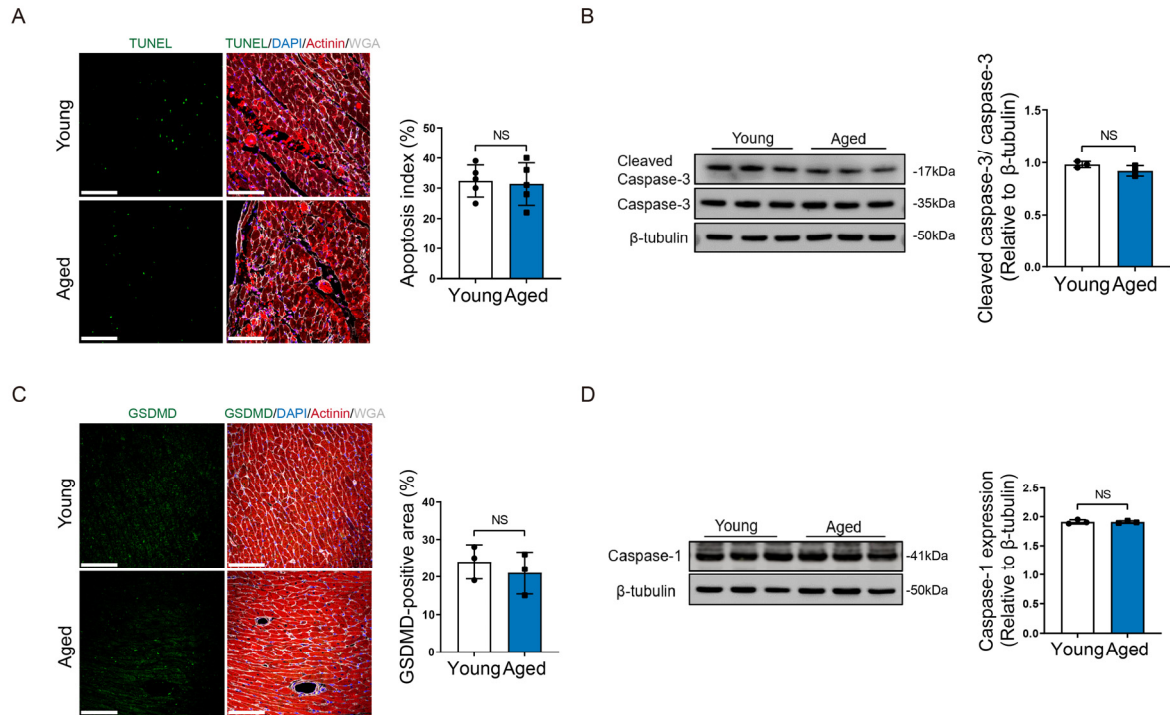 A
TUNEL
TUNEL/DAPI/Actinin/WGA
Young
Aged
Apoptosis index (%)
50
40
30
20
10
0
NS
Young Aged
B
Young Aged
Cleaved
Caspase-3
-17kDa
Caspase-3
-35kDa
β-tubulin
-50kDa
Cleaved caspase-3/ caspase-3
(Relative to β-tubulin)
1.5
1.0
0.5
0.0
NS
Young Aged
C
GSDMD
GSDMD/DAPI/Actinin/WGA
Young
Aged
GSDMD-positive area (%)
40
30
20
10
0
NS
Young Aged
D
Young Aged
Caspase-1
-41kDa
β-tubulin
-50kDa
Caspase-1 expression
(Relative to β-tubulin)
2.5
2.0
1.5
1.0
0.5
0.0
NS
Young Aged